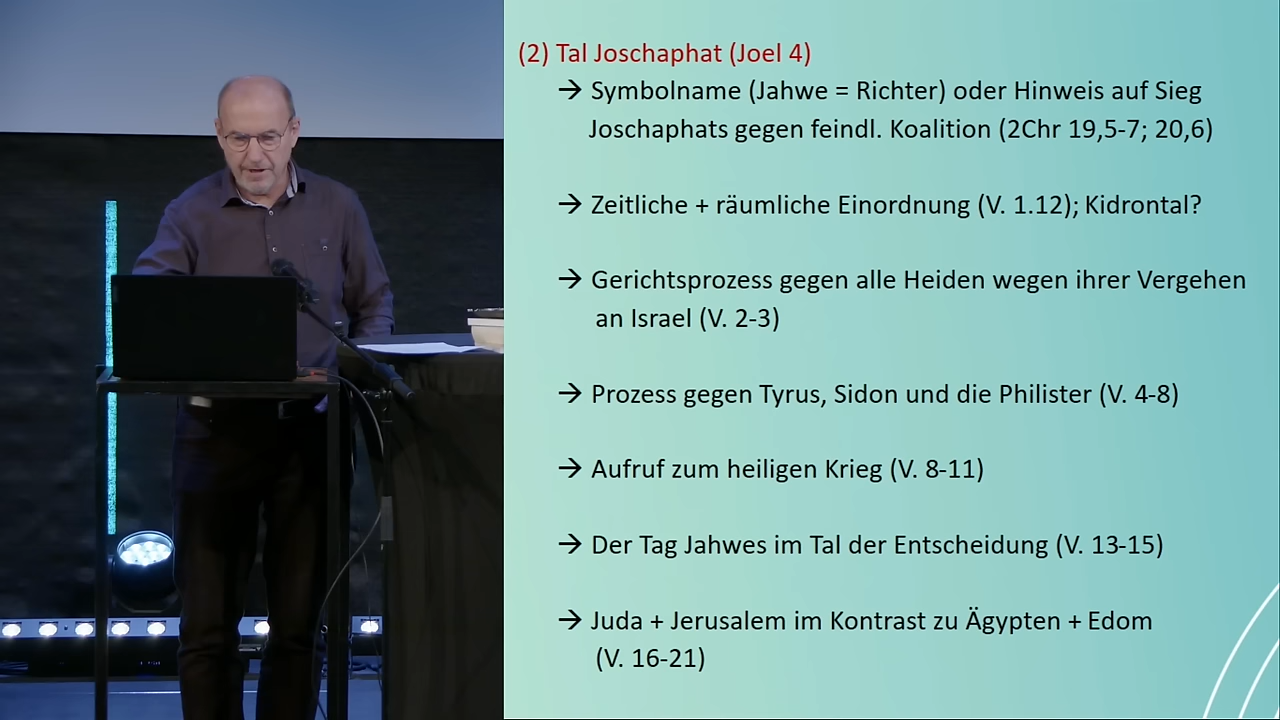 (2) Tal Joschaphat (Joel 4)
→ Symbolname (Jahwe = Richter) oder Hinweis auf Sieg
Joschaphats gegen feindl. Koalition (2Chr 19,5-7; 20,6)
→ Zeitliche + räumliche Einordnung (V. 1.12); Kidrontal?
→ Gerichtsprozess gegen alle Heiden wegen ihrer Vergehen
an Israel (V. 2-3)
→ Prozess gegen Tyrus, Sidon und die Philister (V. 4-8)
→ Aufruf zum heiligen Krieg (V. 8-11)
→ Der Tag Jahwes im Tal der Entscheidung (V. 13-15)
→ Juda + Jerusalem im Kontrast zu Ägypten + Edom
(V. 16-21)